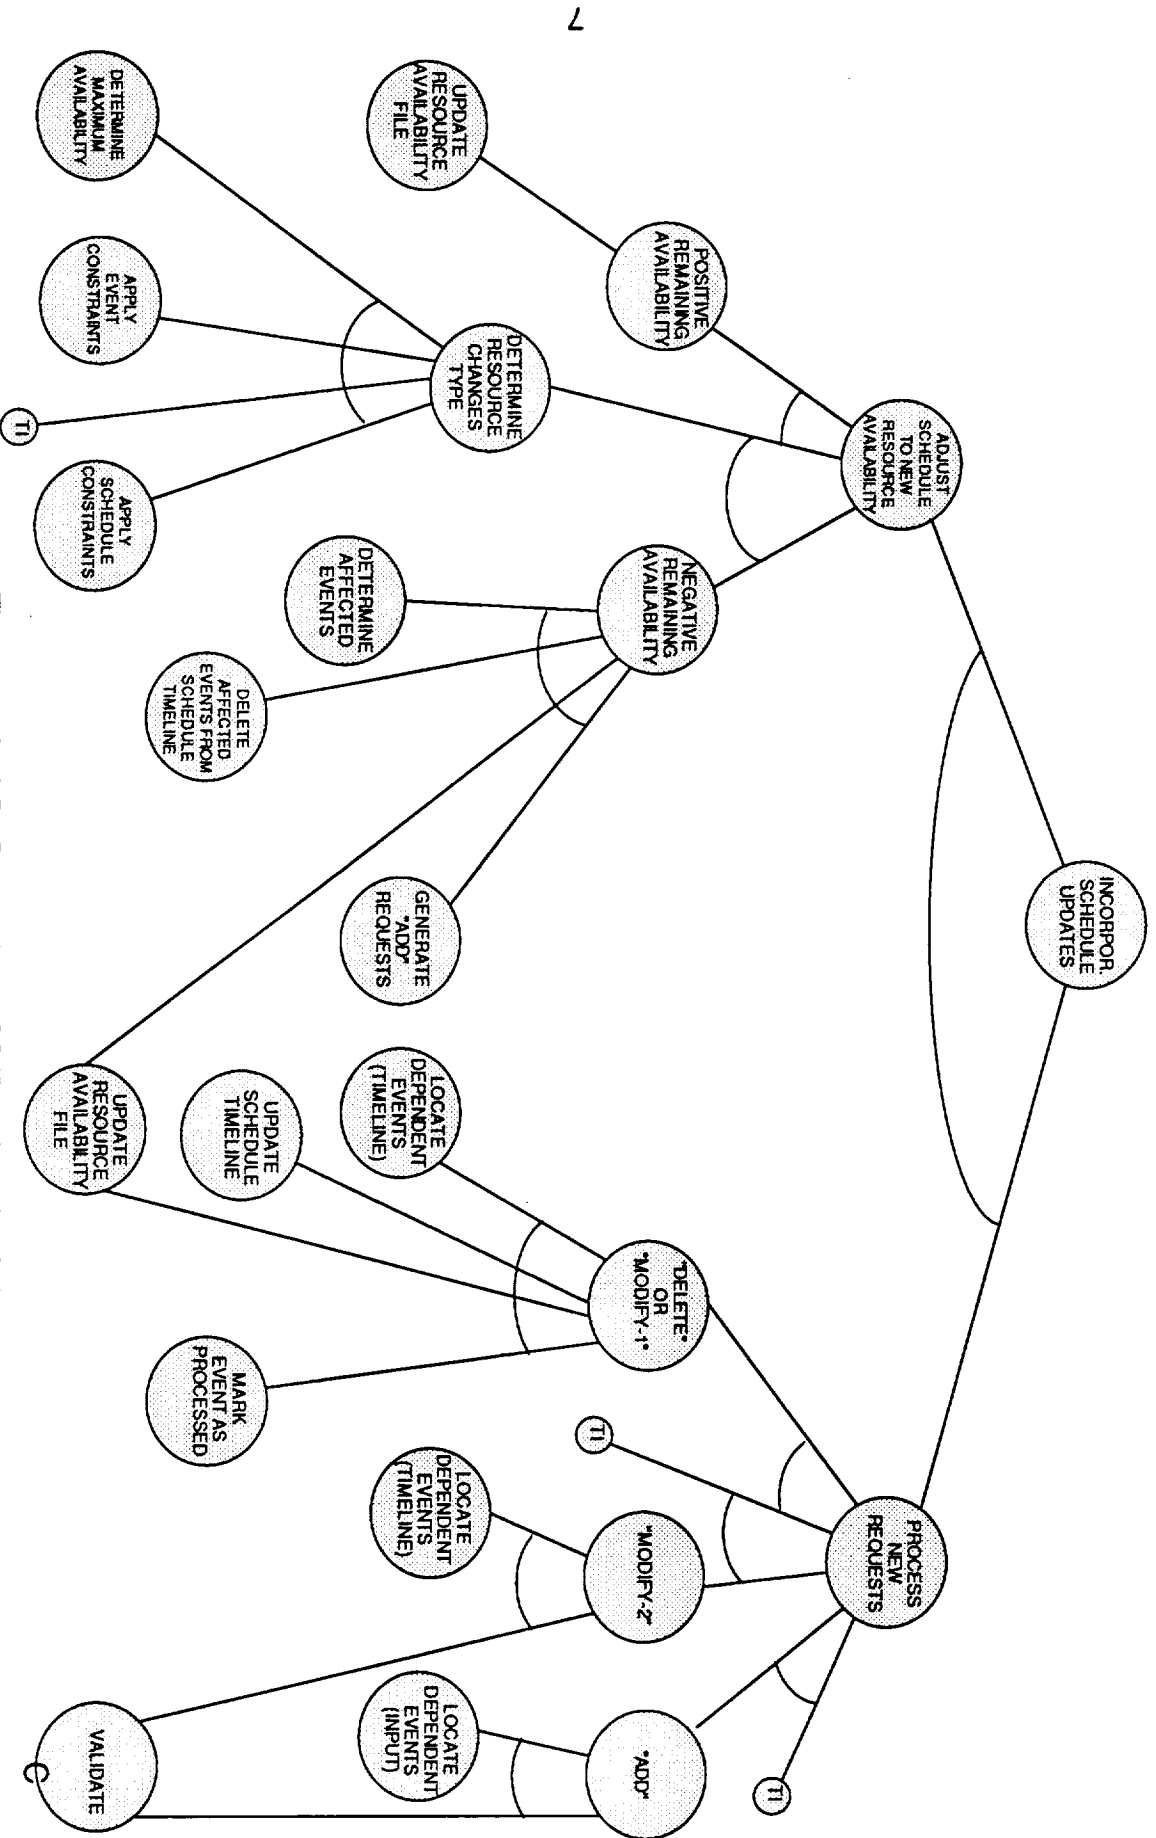 7
INCORPOR.
SCHEDULE
UPDATES
ADJUST
SCHEDULE
TO NEW
RESOURCE
AVAILABILITY
PROCESS
NEW
REQUESTS
POSITIVE
REMAINING
AVAILABILITY
NEGATIVE
REMAINING
AVAILABILITY
"DELETE"
OR
"MODIFY-1"
T1
"MODIFY-2"
"ADD"
T1
UPDATE
RESOURCE
AVAILABILITY
FILE
DETERMINE
RESOURCE
CHANGES
TYPE
DETERMINE
AFFECTED
EVENTS
DELETE
AFFECTED
EVENTS FROM
SCHEDULE
TIMELINE
GENERATE
"ADD"
REQUESTS
LOCATE
DEPENDENT
EVENTS
(TIMELINE)
UPDATE
SCHEDULE
TIMELINE
MARK
EVENT AS
PROCESSED
LOCATE
DEPENDENT
EVENTS
(TIMELINE)
LOCATE
DEPENDENT
EVENTS
(INPUT)
DETERMINE
MAXIMUM
AVAILABILITY
APPLY
EVENT
CONSTRAINTS
T1
APPLY
SCHEDULE
CONSTRAINTS
UPDATE
RESOURCE
AVAILABILITY
FILE
VALIDATE
C